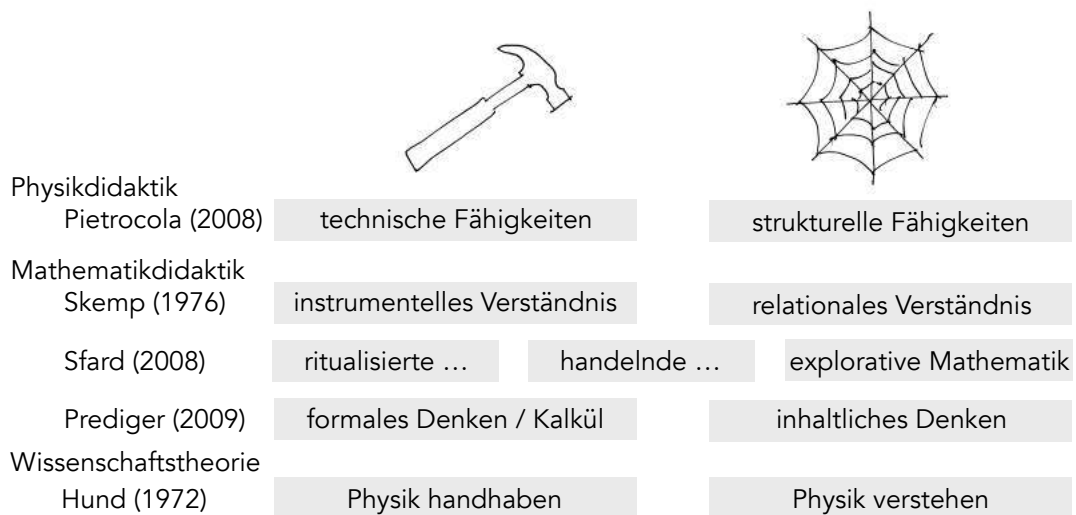 Physikdidaktik
Pietrocola (2008) technische Fähigkeiten strukturelle Fähigkeiten
Mathematikdidaktik
Skemp (1976) instrumentelles Verständnis relationales Verständnis
Sfard (2008) ritualisierte … handelnde … explorative Mathematik
Prediger (2009) formales Denken / Kalkül inhaltliches Denken
Wissenschaftstheorie
Hund (1972) Physik handhaben Physik verstehen